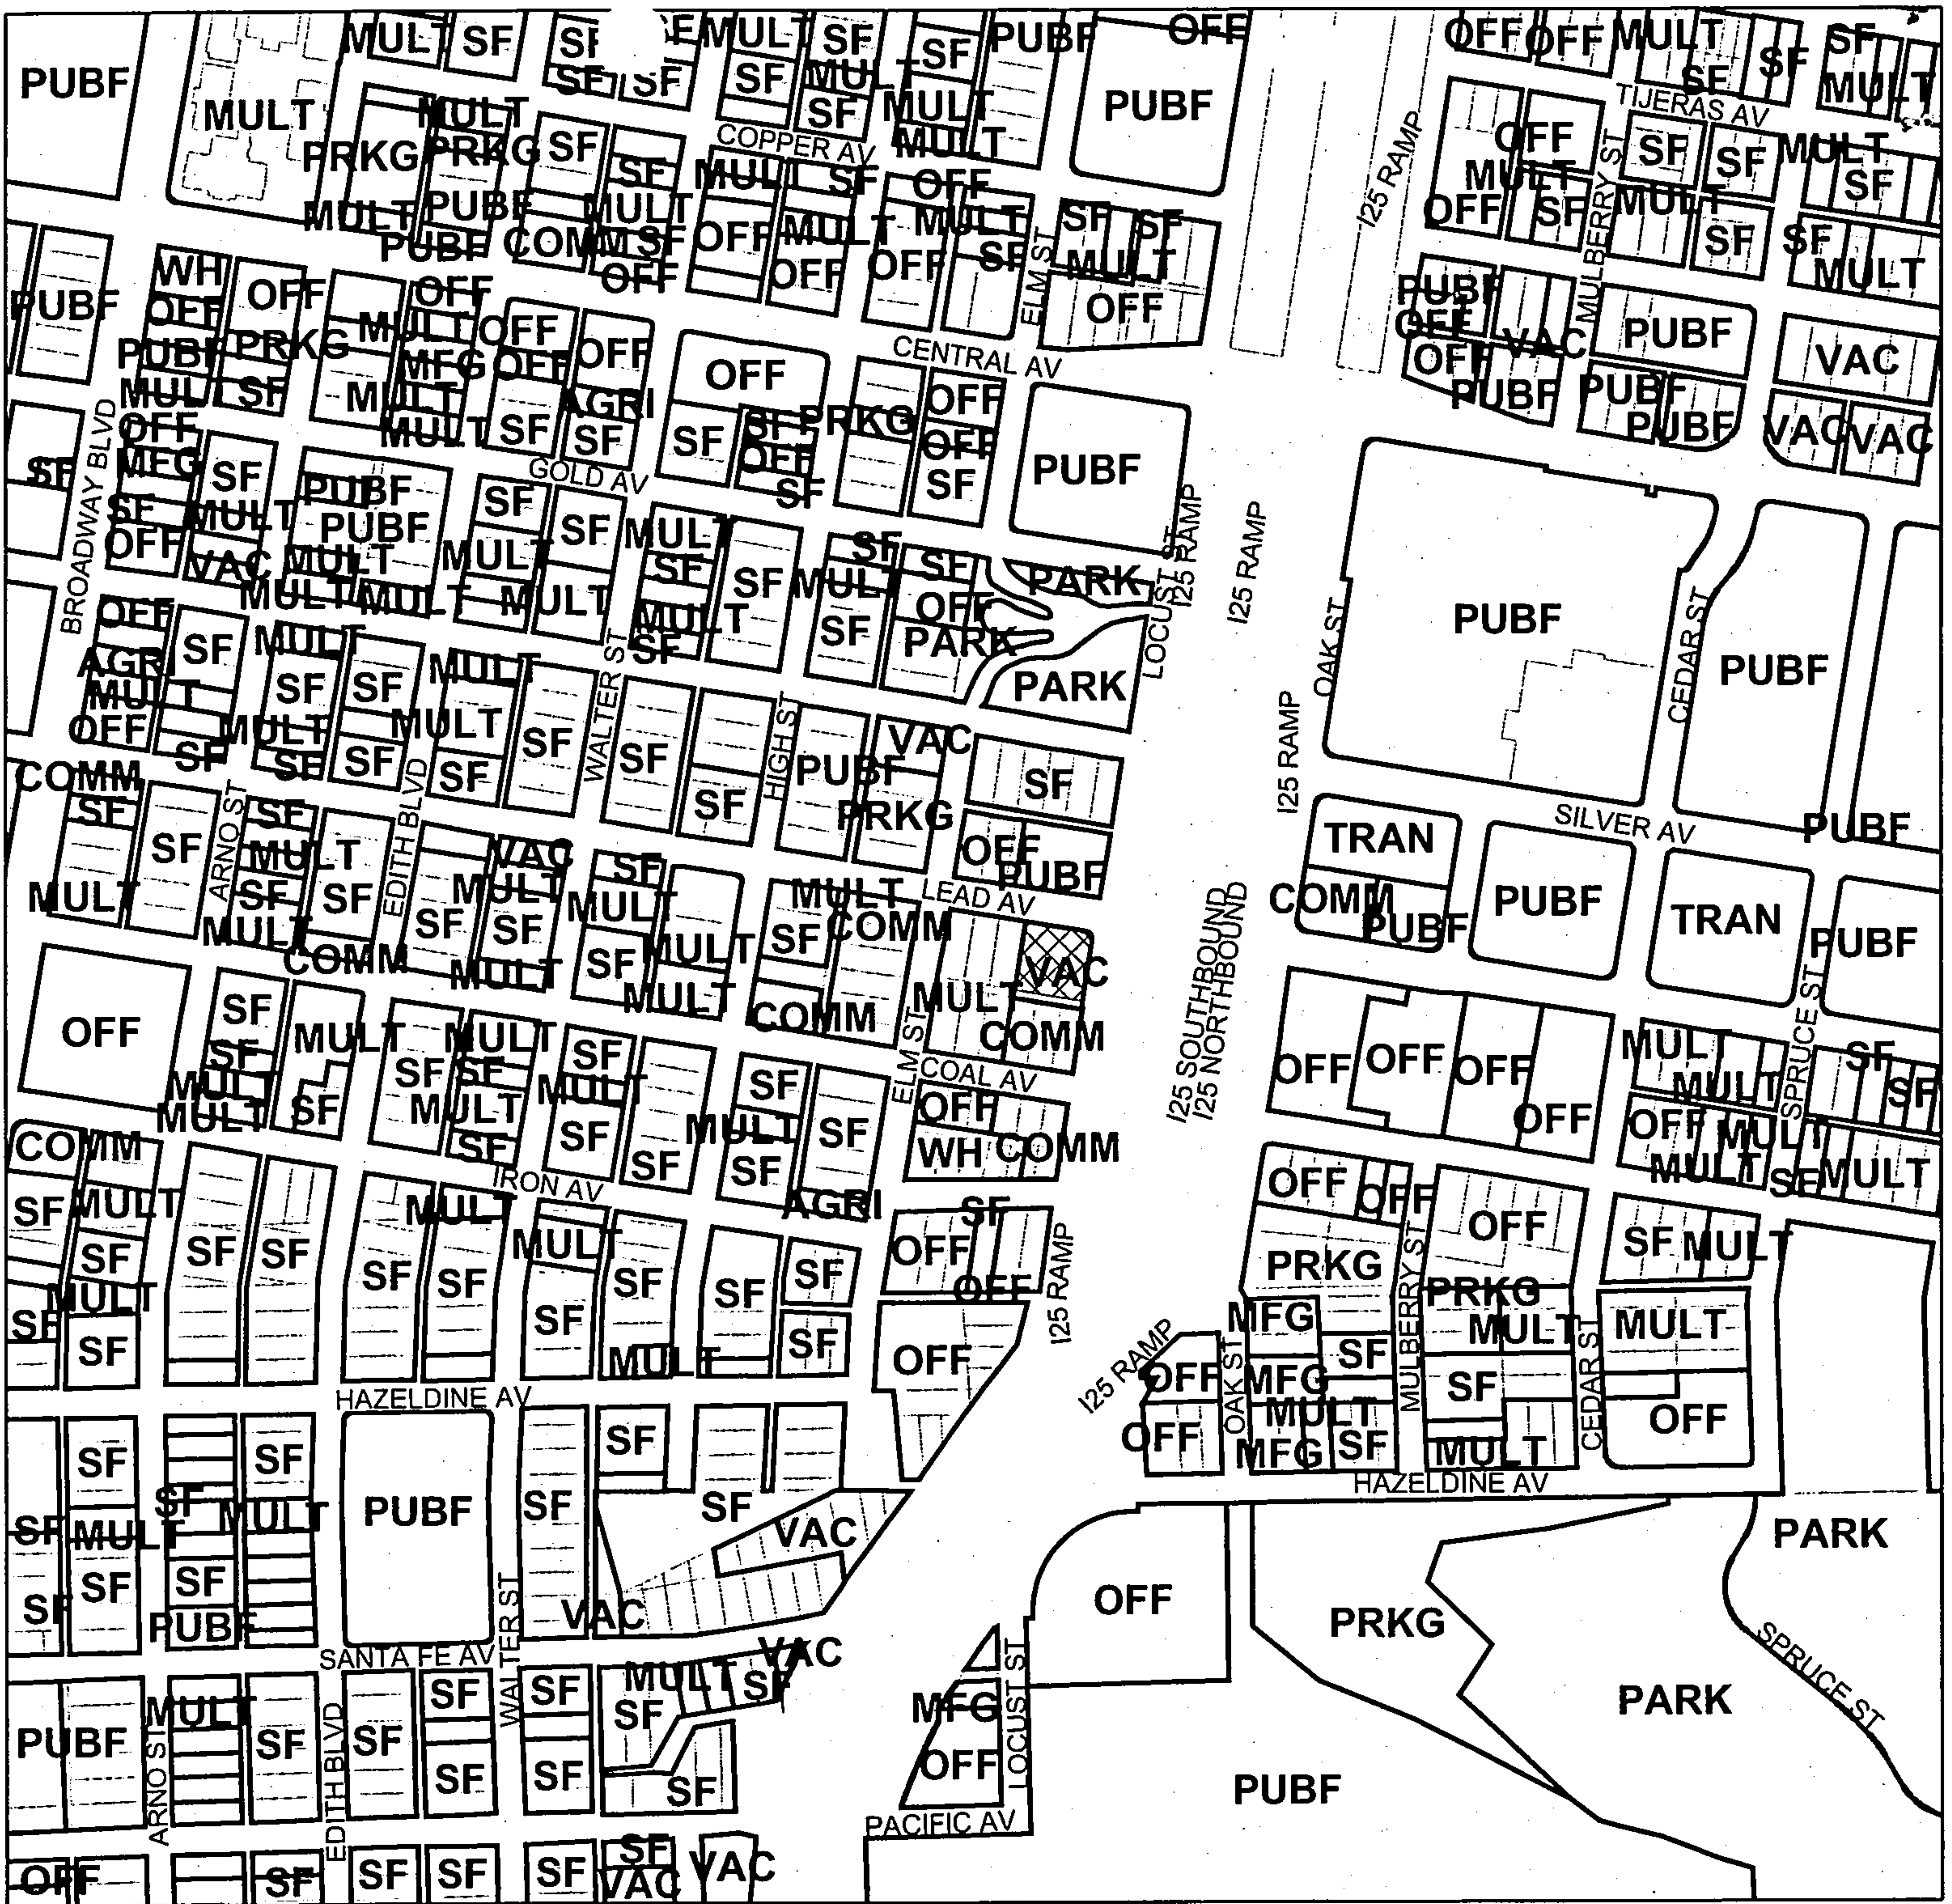 MULT
SF
SF
MULT
SF
PUBF
OFF
OFF
OFF
MULT
SF
SF
PUBF
SF
SF
SF
MULT
SF
PUBF
SF
MULT
MULT
MULT
SF
MULT
TIJERAS AV
PRKG
PRKG
SF
COPPER AV
MULT
I25 RAMP
OFF
MULBERRY ST
SF
SF
MULT
SF
MULT
SF
OFF
MULT
SF
MULT
PUBF
MULT
MULT
SF
SF
OFF
SF
MULT
PUBF
COMM
SF
OFF
MULT
OFF
SF
ELM ST
MULT
SF
SF
MULT
WH
OFF
OFF
OFF
OFF
OFF
PUBF
PUBF
OFF
PUBF
OFF
VAC
VAC
PUBF
PRKG
MULT
OFF
OFF
MFG
OFF
OFF
CENTRAL AV
OFF
PUBF
PUBF
PUBF
MULT
SF
MULT
AGRI
OFF
VAC
VAC
BROADWAY BLVD
OFF
MULT
SF
SF
SF
SF
PRKG
OFF
OFF
PUBF
SF
MFG
SF
GOLD AV
OFF
SF
SF
PUBF
SF
SF
MULT
PUBF
SF
MULT
LOCUST ST
I25 RAMP
I25 RAMP
OFF
VAC
MULT
MULT
SF
SF
MULT
SF
SF
PARK
MULT
MULT
MULT
OFF
OFF
PUBF
OAK ST
CEDAR ST
PUBF
SF
MULT
WALTER ST
MULT
SF
SF
PARK
PARK
AGRI
MULT
SF
SF
MULT
OFF
MULT
MULT
SF
SF
HIGH ST
VAC
I25 RAMP
SF
SF
SF
SF
PUBF
SF
COMM
SF
ARNO ST
SF
EDITH BLVD
SF
PRKG
SILVER AV
PUBF
SF
MULT
VAC
OFF
PUBF
TRAN
MULT
SF
SF
MULT
SF
MULT
MULT
LEAD AV
COMM
PUBF
PUBF
TRAN
PUBF
MULT
SF
SF
SF
COMM
COMM
MULT
SF
MULT
MULT
VAC
I25 SOUTHBOUND
I25 NORTHBOUND
SPRUCE ST
OFF
SF
MULT
MULT
SF
COMM
MULT
COMM
ELM ST
COAL AV
OFF
OFF
OFF
OFF
MULT
MULT
SF
SF
SF
MULT
MULT
SF
SF
MULT
SF
MULT
SF
OFF
OFF
MULT
SF
COMM
SF
MULT
SF
SF
WH
COMM
MULT
SF
MULT
IRON AV
SF
AGRI
SF
OFF
OFF
MULBERRY ST
OFF
SF
MULT
SF
MULT
SF
SF
SF
MULT
MULT
OFF
I25 RAMP
PRKG
PRKG
MULT
SF
SF
SF
SF
SF
SF
OFF
MFG
MULT
MULT
SF
SF
MULT
SF
OFF
I25 RAMP
OFF
OAK ST
MFG
SF
SF
CEDAR ST
OFF
HAZELDINE AV
OFF
MULT
MFG
SF
MULT
HAZELDINE AV
SF
SF
SF
SF
PUBF
SF
SF
VAC
PARK
SF
MULT
MULT
SF
SF
SF
PUBF
VAC
OFF
PRKG
SANTA FE AV
WALTER ST
VAC
LOCUST ST
SPRUCE ST
MULT
SF
SF
MULT
SF
SF
MFG
PARK
PUBF
ARNO ST
SF
EDITH BLVD
SF
SF
SF
SF
OFF
PUBF
PACIFIC AV
OFF
SF
SF
SF
SF
SF
VAC
VAC